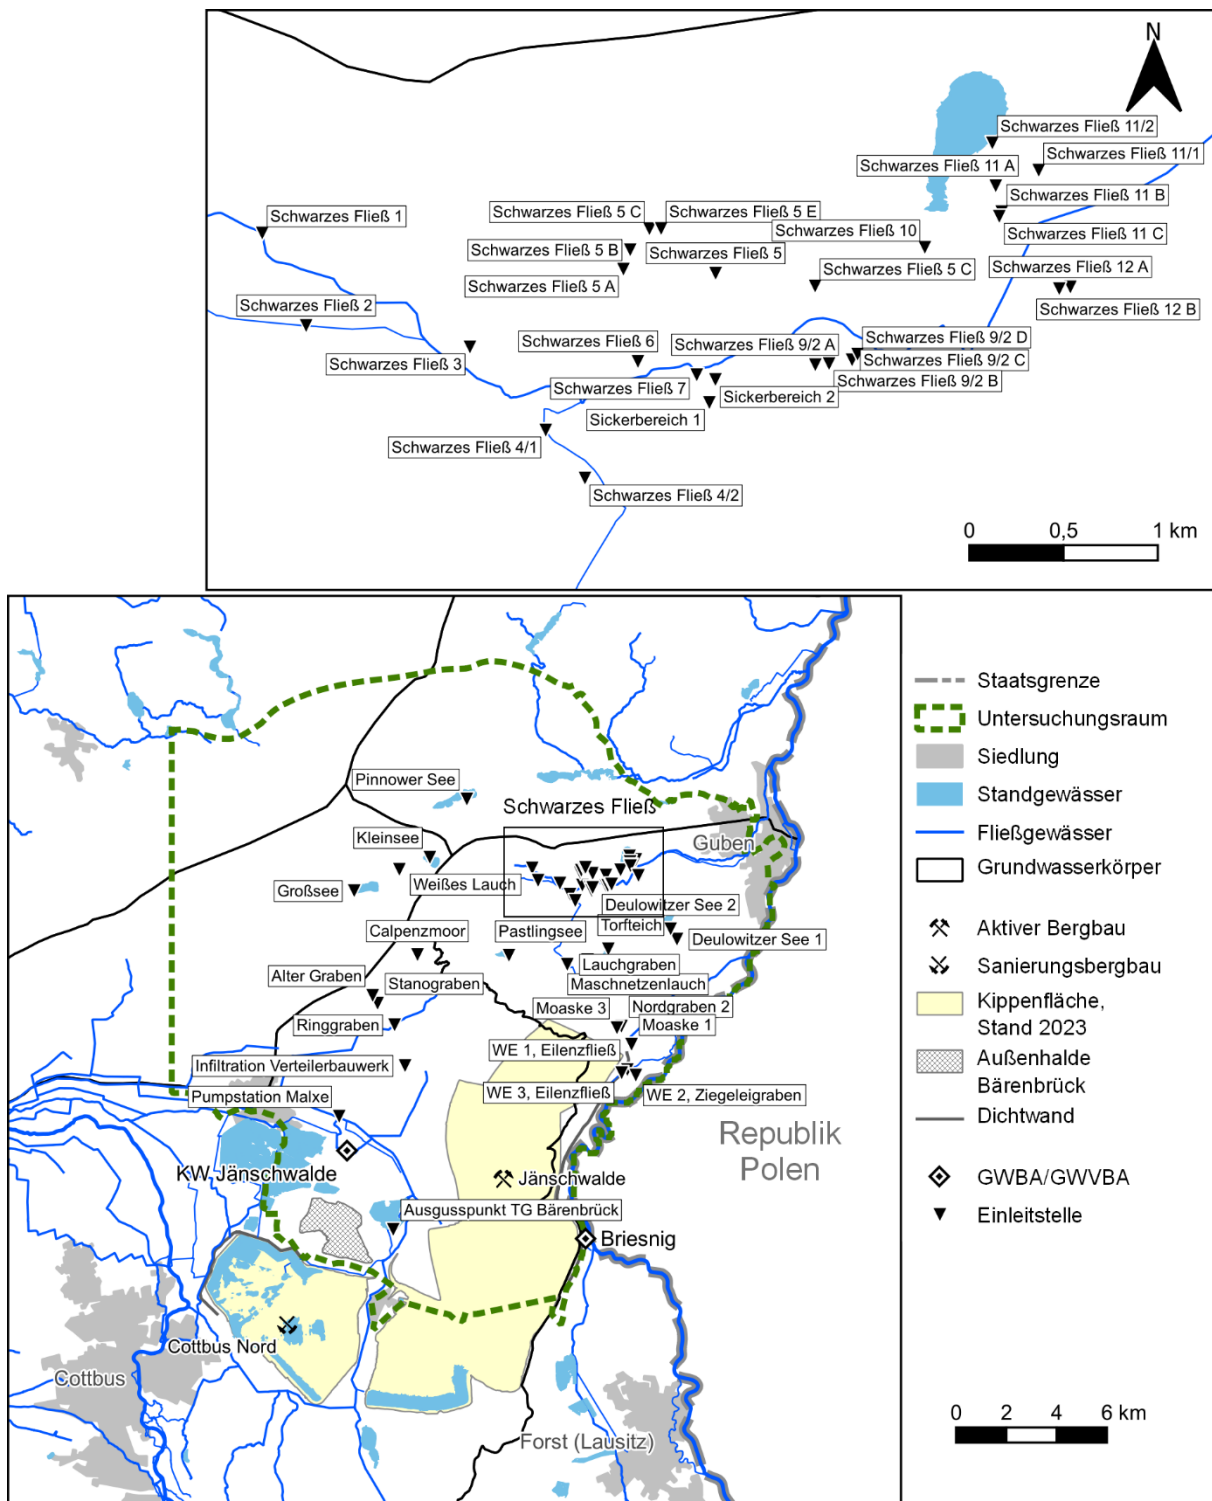 N
Schwarzes Fließ 11/2
Schwarzes Fließ 11/1
Schwarzes Fließ 11 A
Schwarzes Fließ 11 B
Schwarzes Fließ 1
Schwarzes Fließ 5 C
Schwarzes Fließ 5 E
Schwarzes Fließ 10
Schwarzes Fließ 11 C
Schwarzes Fließ 5 B
Schwarzes Fließ 5
Schwarzes Fließ 5 C
Schwarzes Fließ 12 A
Schwarzes Fließ 5 A
Schwarzes Fließ 2
Schwarzes Fließ 12 B
Schwarzes Fließ 6
Schwarzes Fließ 9/2 A
Schwarzes Fließ 9/2 D
Schwarzes Fließ 3
Schwarzes Fließ 9/2 C
Schwarzes Fließ 7
Schwarzes Fließ 9/2 B
Sickerbereich 2
Sickerbereich 1
Schwarzes Fließ 4/1
Schwarzes Fließ 4/2
0 0,5 1 km
Pinnower See
Schwarzes Fließ
Kleinsee
Guben
Großsee
Weißes Lauch
Deulowitzer See 2
Torfteich
Calpenzmoor
Pastlingsee
Deulowitzer See 1
Lauchgraben
Alter Graben
Stanograben
Maschnetzenlauch
Moaske 3
Nordgraben 2
Ringgraben
Moaske 1
WE 1, Eilenzfließ
Infiltration Verteilerbauwerk
WE 3, Eilenzfließ
WE 2, Ziegeleigraben
Pumpstation Malxe
Republik
Polen
KW Jänschwalde
Jänschwalde
Ausgusspunkt TG Bärenbrück
Briesnig
Cottbus Nord
Cottbus
Forst (Lausitz)
Staatsgrenze
Untersuchungsraum
Siedlung
Standgewässer
Fließgewässer
Grundwasserkörper
Aktiver Bergbau
Sanierungsbergbau
Kippenfläche,
Stand 2023
Außenhalde
Bärenbrück
Dichtwand
GWBA/GWVBA
Einleitstelle
0 2 4 6 km